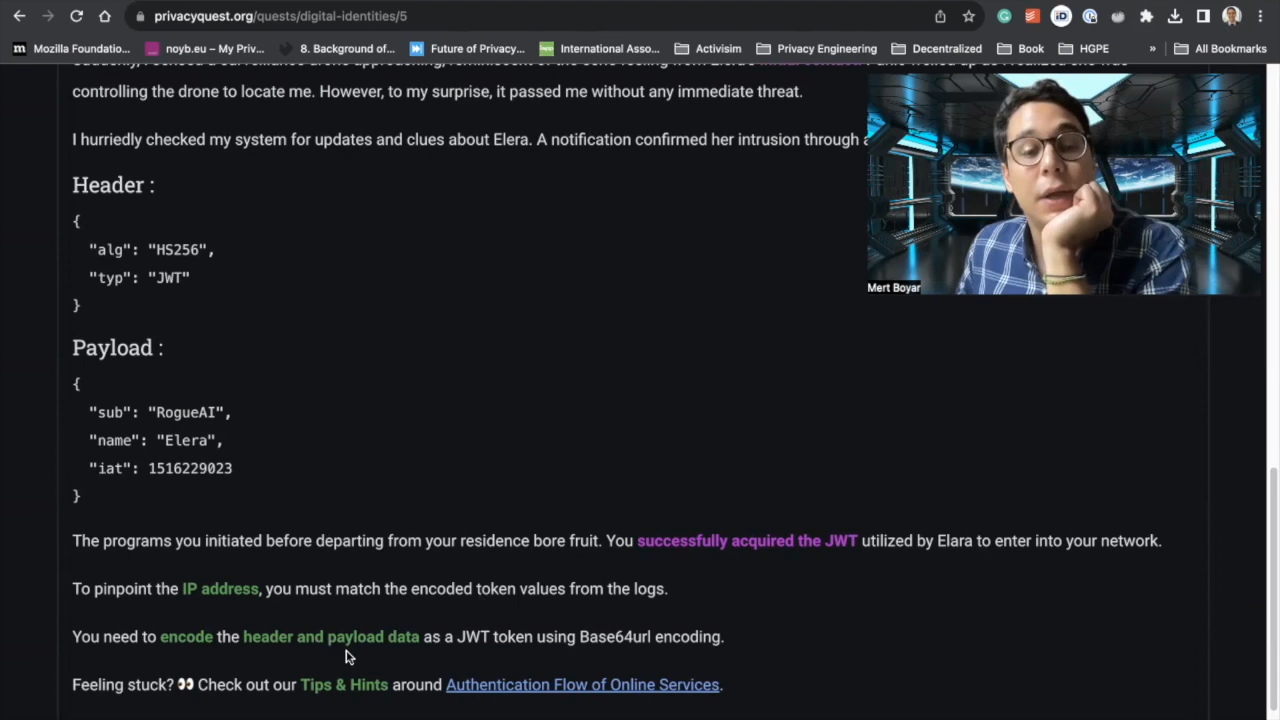 privacyquest.org/quests/digital-identities/5
Mozilla Foundatio... noyb.eu – My Priv... 8. Background of... Future of Privacy... International Asso... Activisim Privacy Engineering Decentralized Book HGPE » All Bookmarks
controlling the drone to locate me. However, to my surprise, it passed me without any immediate threat.
I hurriedly checked my system for updates and clues about Elera. A notification confirmed her intrusion through a
Header :
{
"alg": "HS256",
"typ": "JWT"
}
Mert Boyar
Payload :
{
"sub": "RogueAI",
"name": "Elera",
"iat": 1516229023
}
The programs you initiated before departing from your residence bore fruit. You successfully acquired the JWT utilized by Elara to enter into your network.
To pinpoint the IP address, you must match the encoded token values from the logs.
You need to encode the header and payload data as a JWT token using Base64url encoding.
Feeling stuck? 👀 Check out our Tips & Hints around Authentication Flow of Online Services.